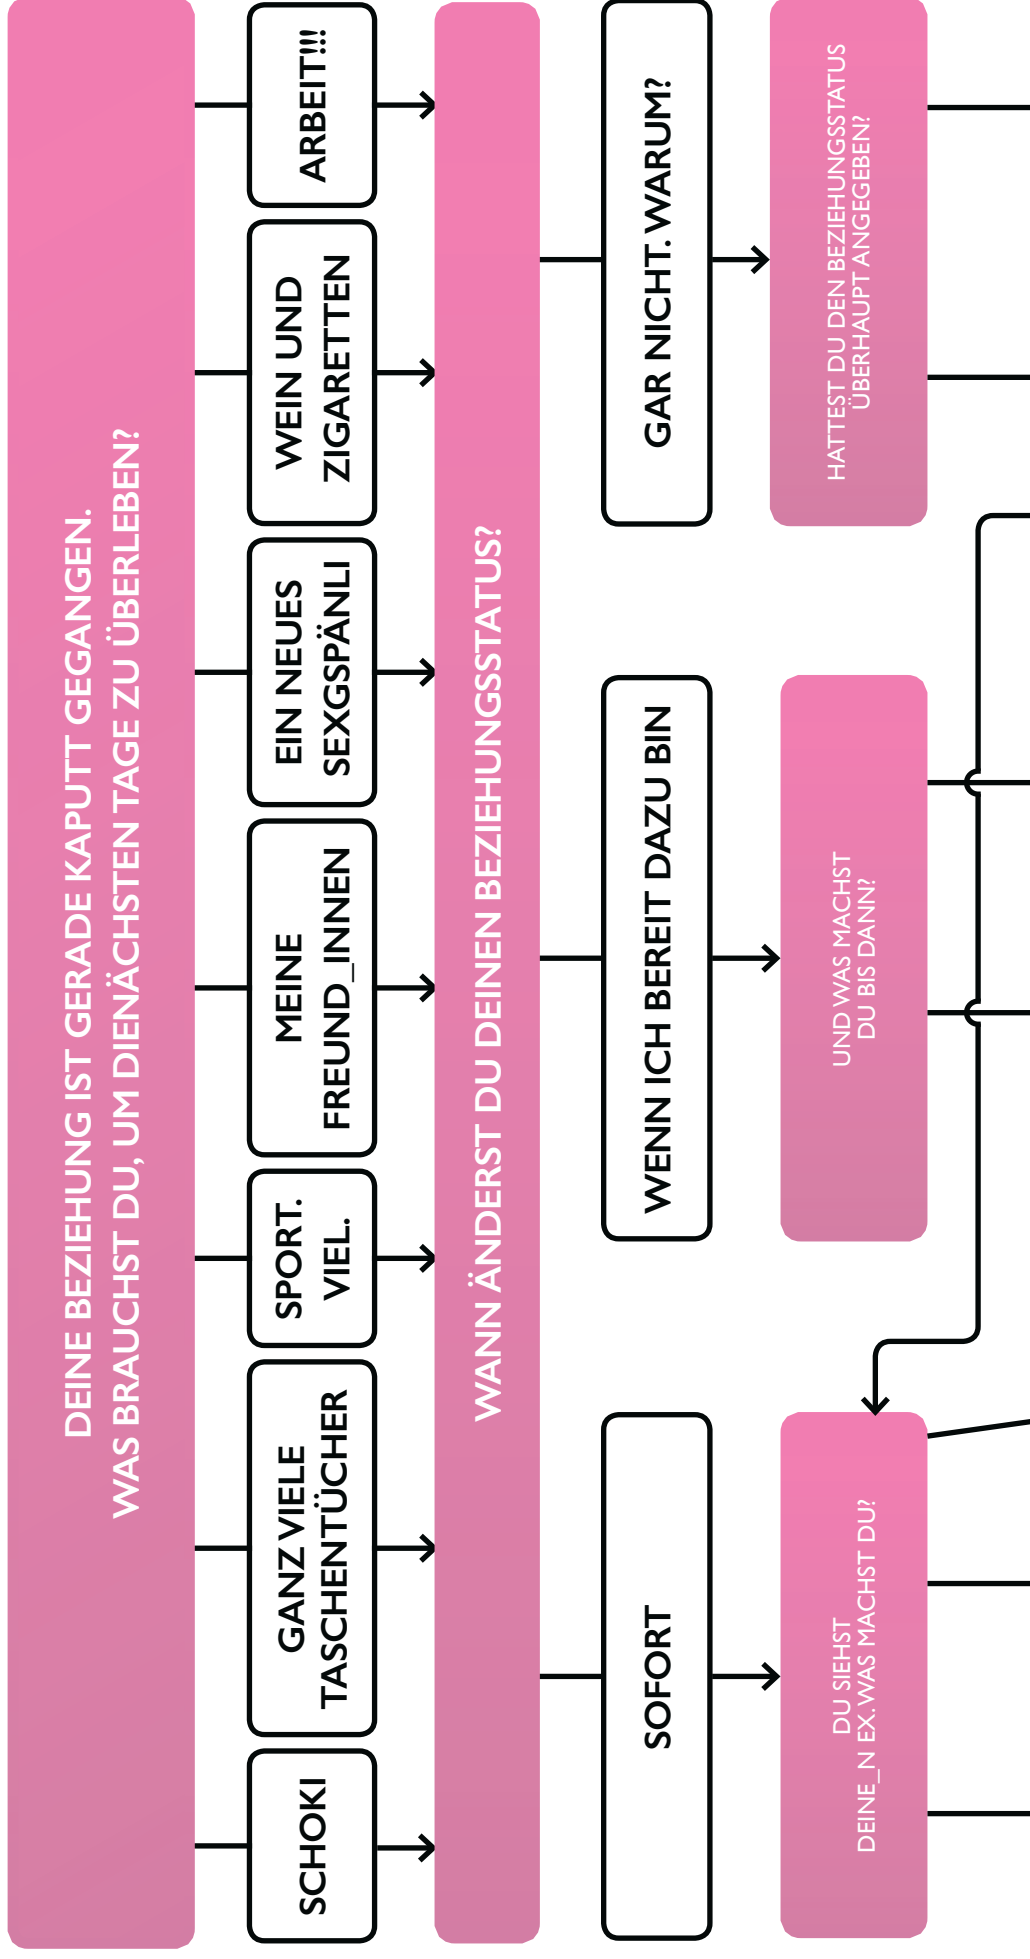 DEINE BEZIEHUNG IST GERADE KAPUTT GEGANGEN.
WAS BRAUCHST DU, UM DIENÄCHSTEN TAGE ZU ÜBERLEBEN?
SCHOKI
GANZ VIELE
TASCHENTÜCHER
SPORT.
VIEL.
MEINE
FREUND_INNEN
EIN NEUES
SEXGSPÄNLI
WEIN UND
ZIGARETTEN
ARBEIT!!!
WANN ÄNDERST DU DEINEN BEZIEHUNGSSTATUS?
SOFORT
WENN ICH BEREIT DAZU BIN
GAR NICHT. WARUM?
DU SIEHST
DEINE_N EX. WAS MACHST DU?
UND WAS MACHST
DU BIS DANN?
HATTEST DU DEN BEZIEHUNGSSTATUS
ÜBERHAUPT ANGEGEBEN?